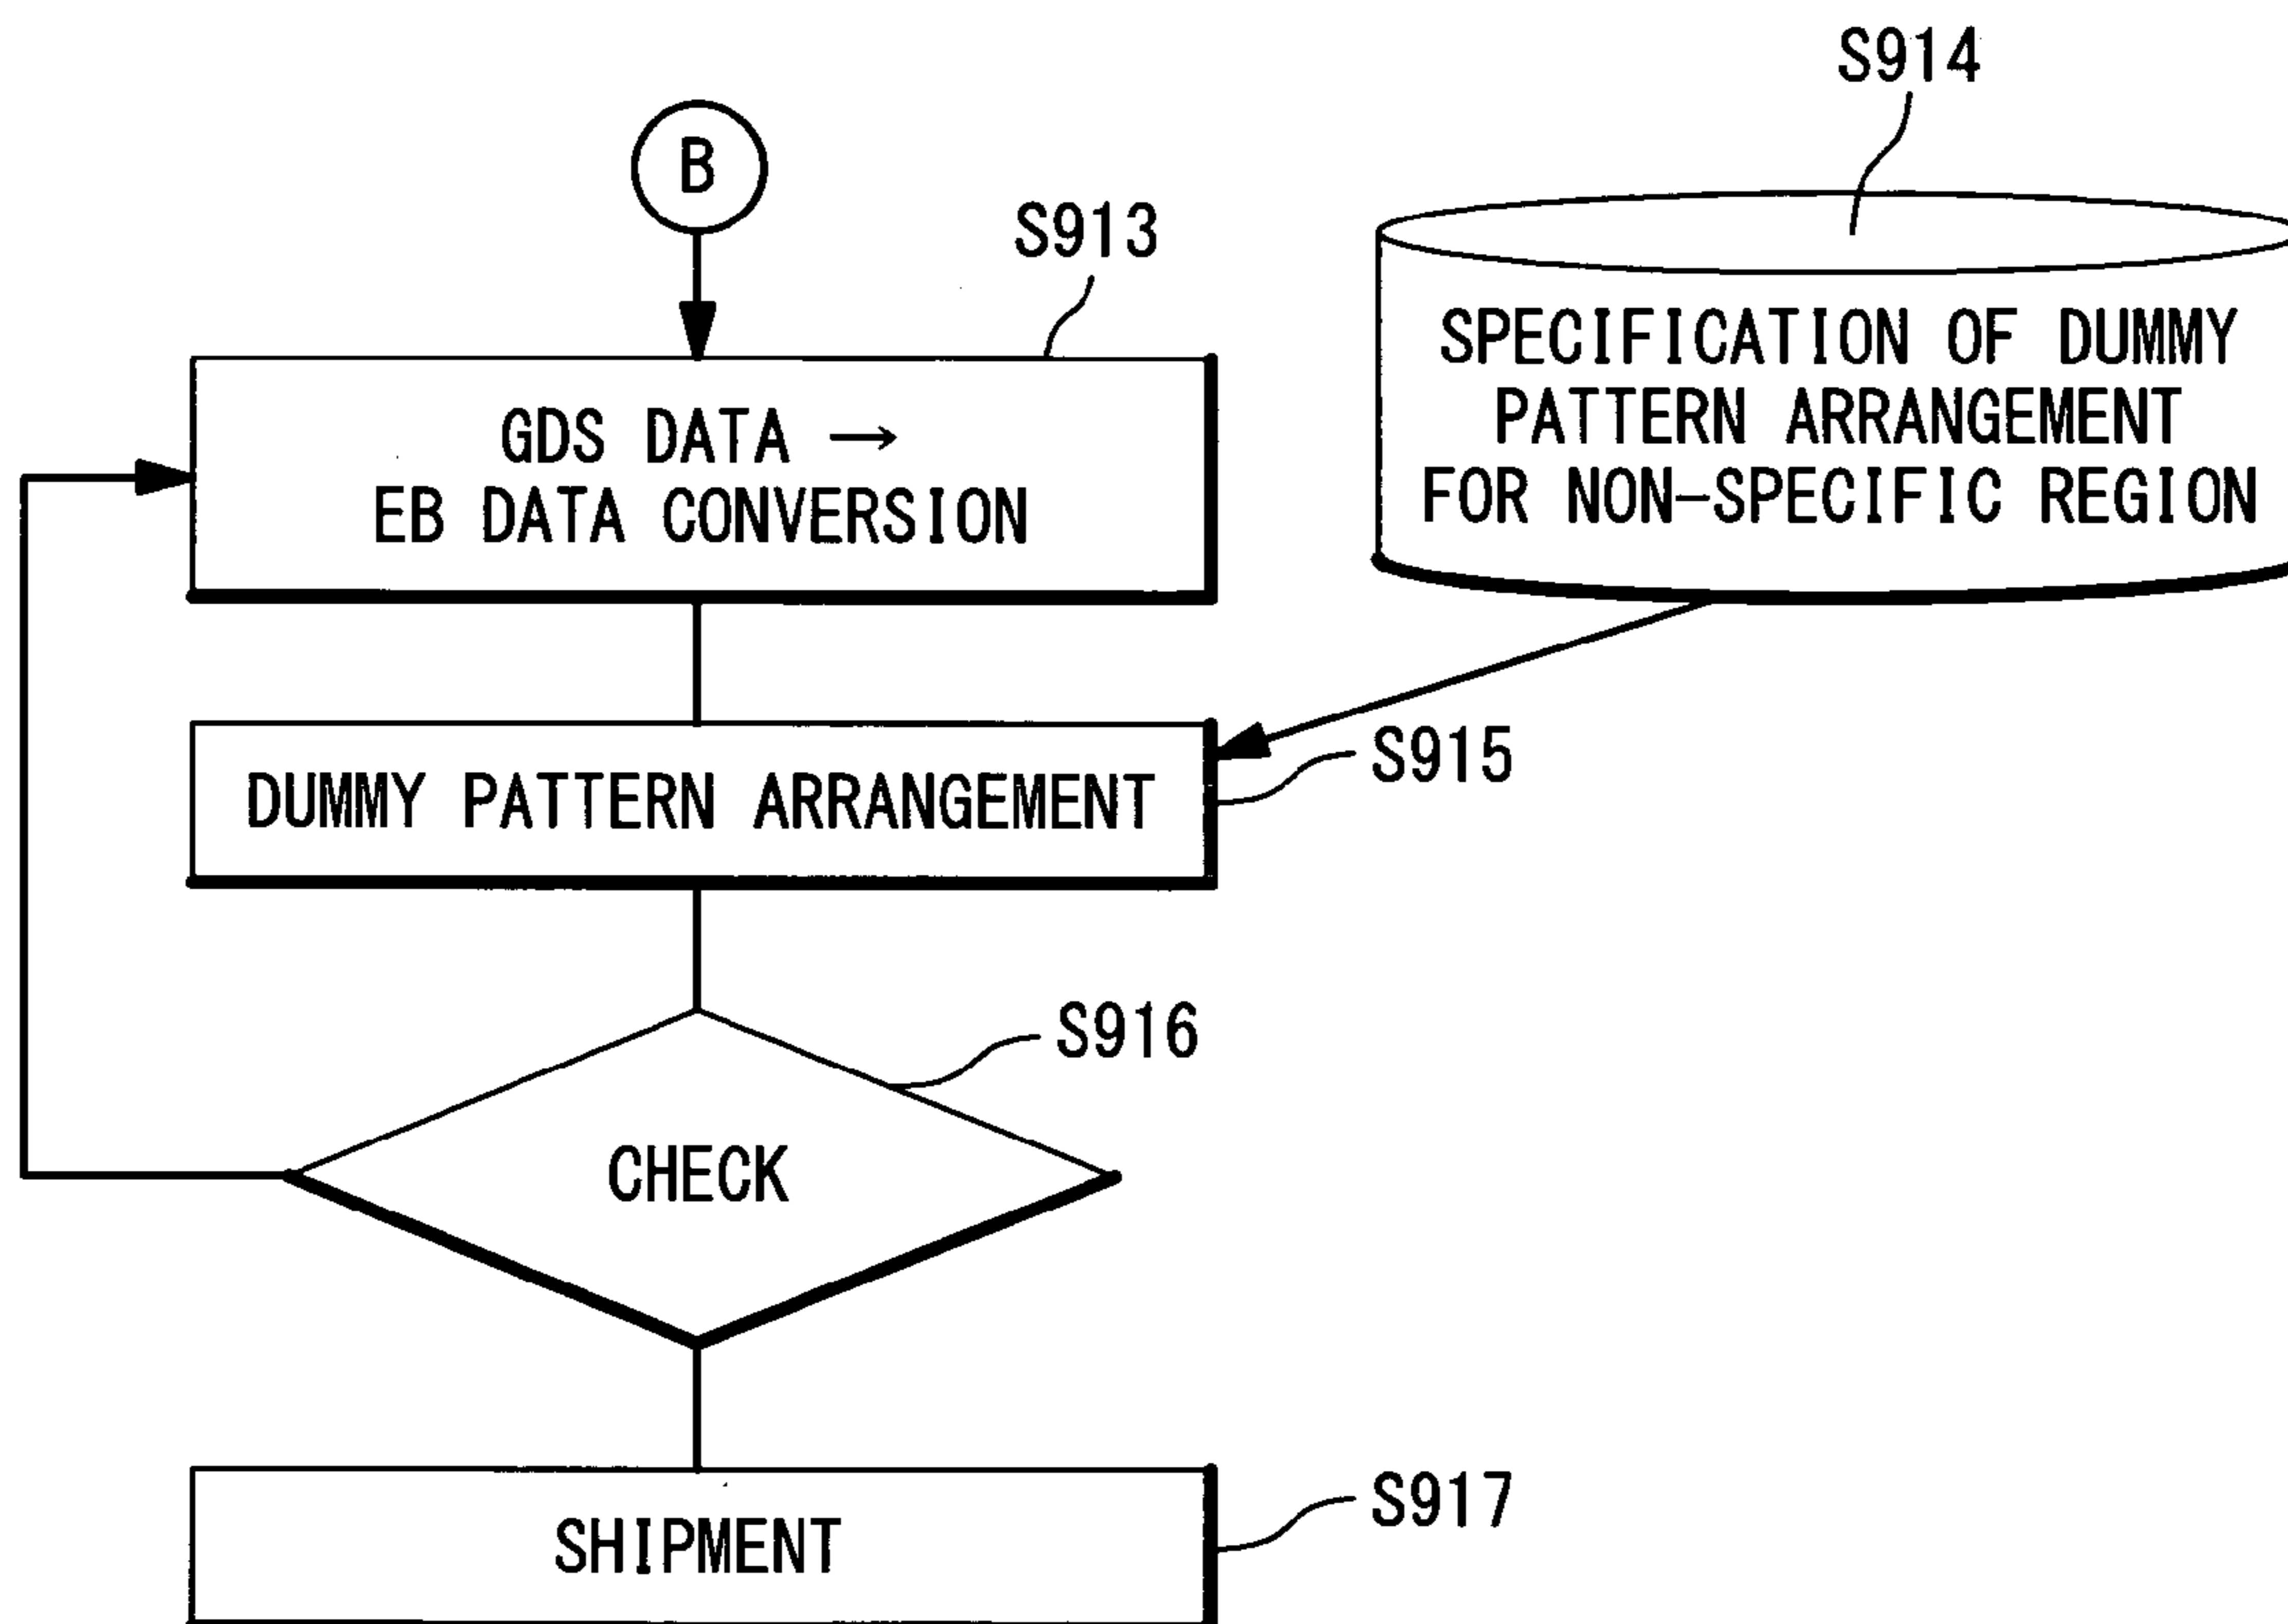 S914
B
S913
SPECIFICATION OF DUMMY
PATTERN ARRANGEMENT
FOR NON-SPECIFIC REGION
GDS DATA →
EB DATA CONVERSION
S915
DUMMY PATTERN ARRANGEMENT
S916
CHECK
S917
SHIPMENT